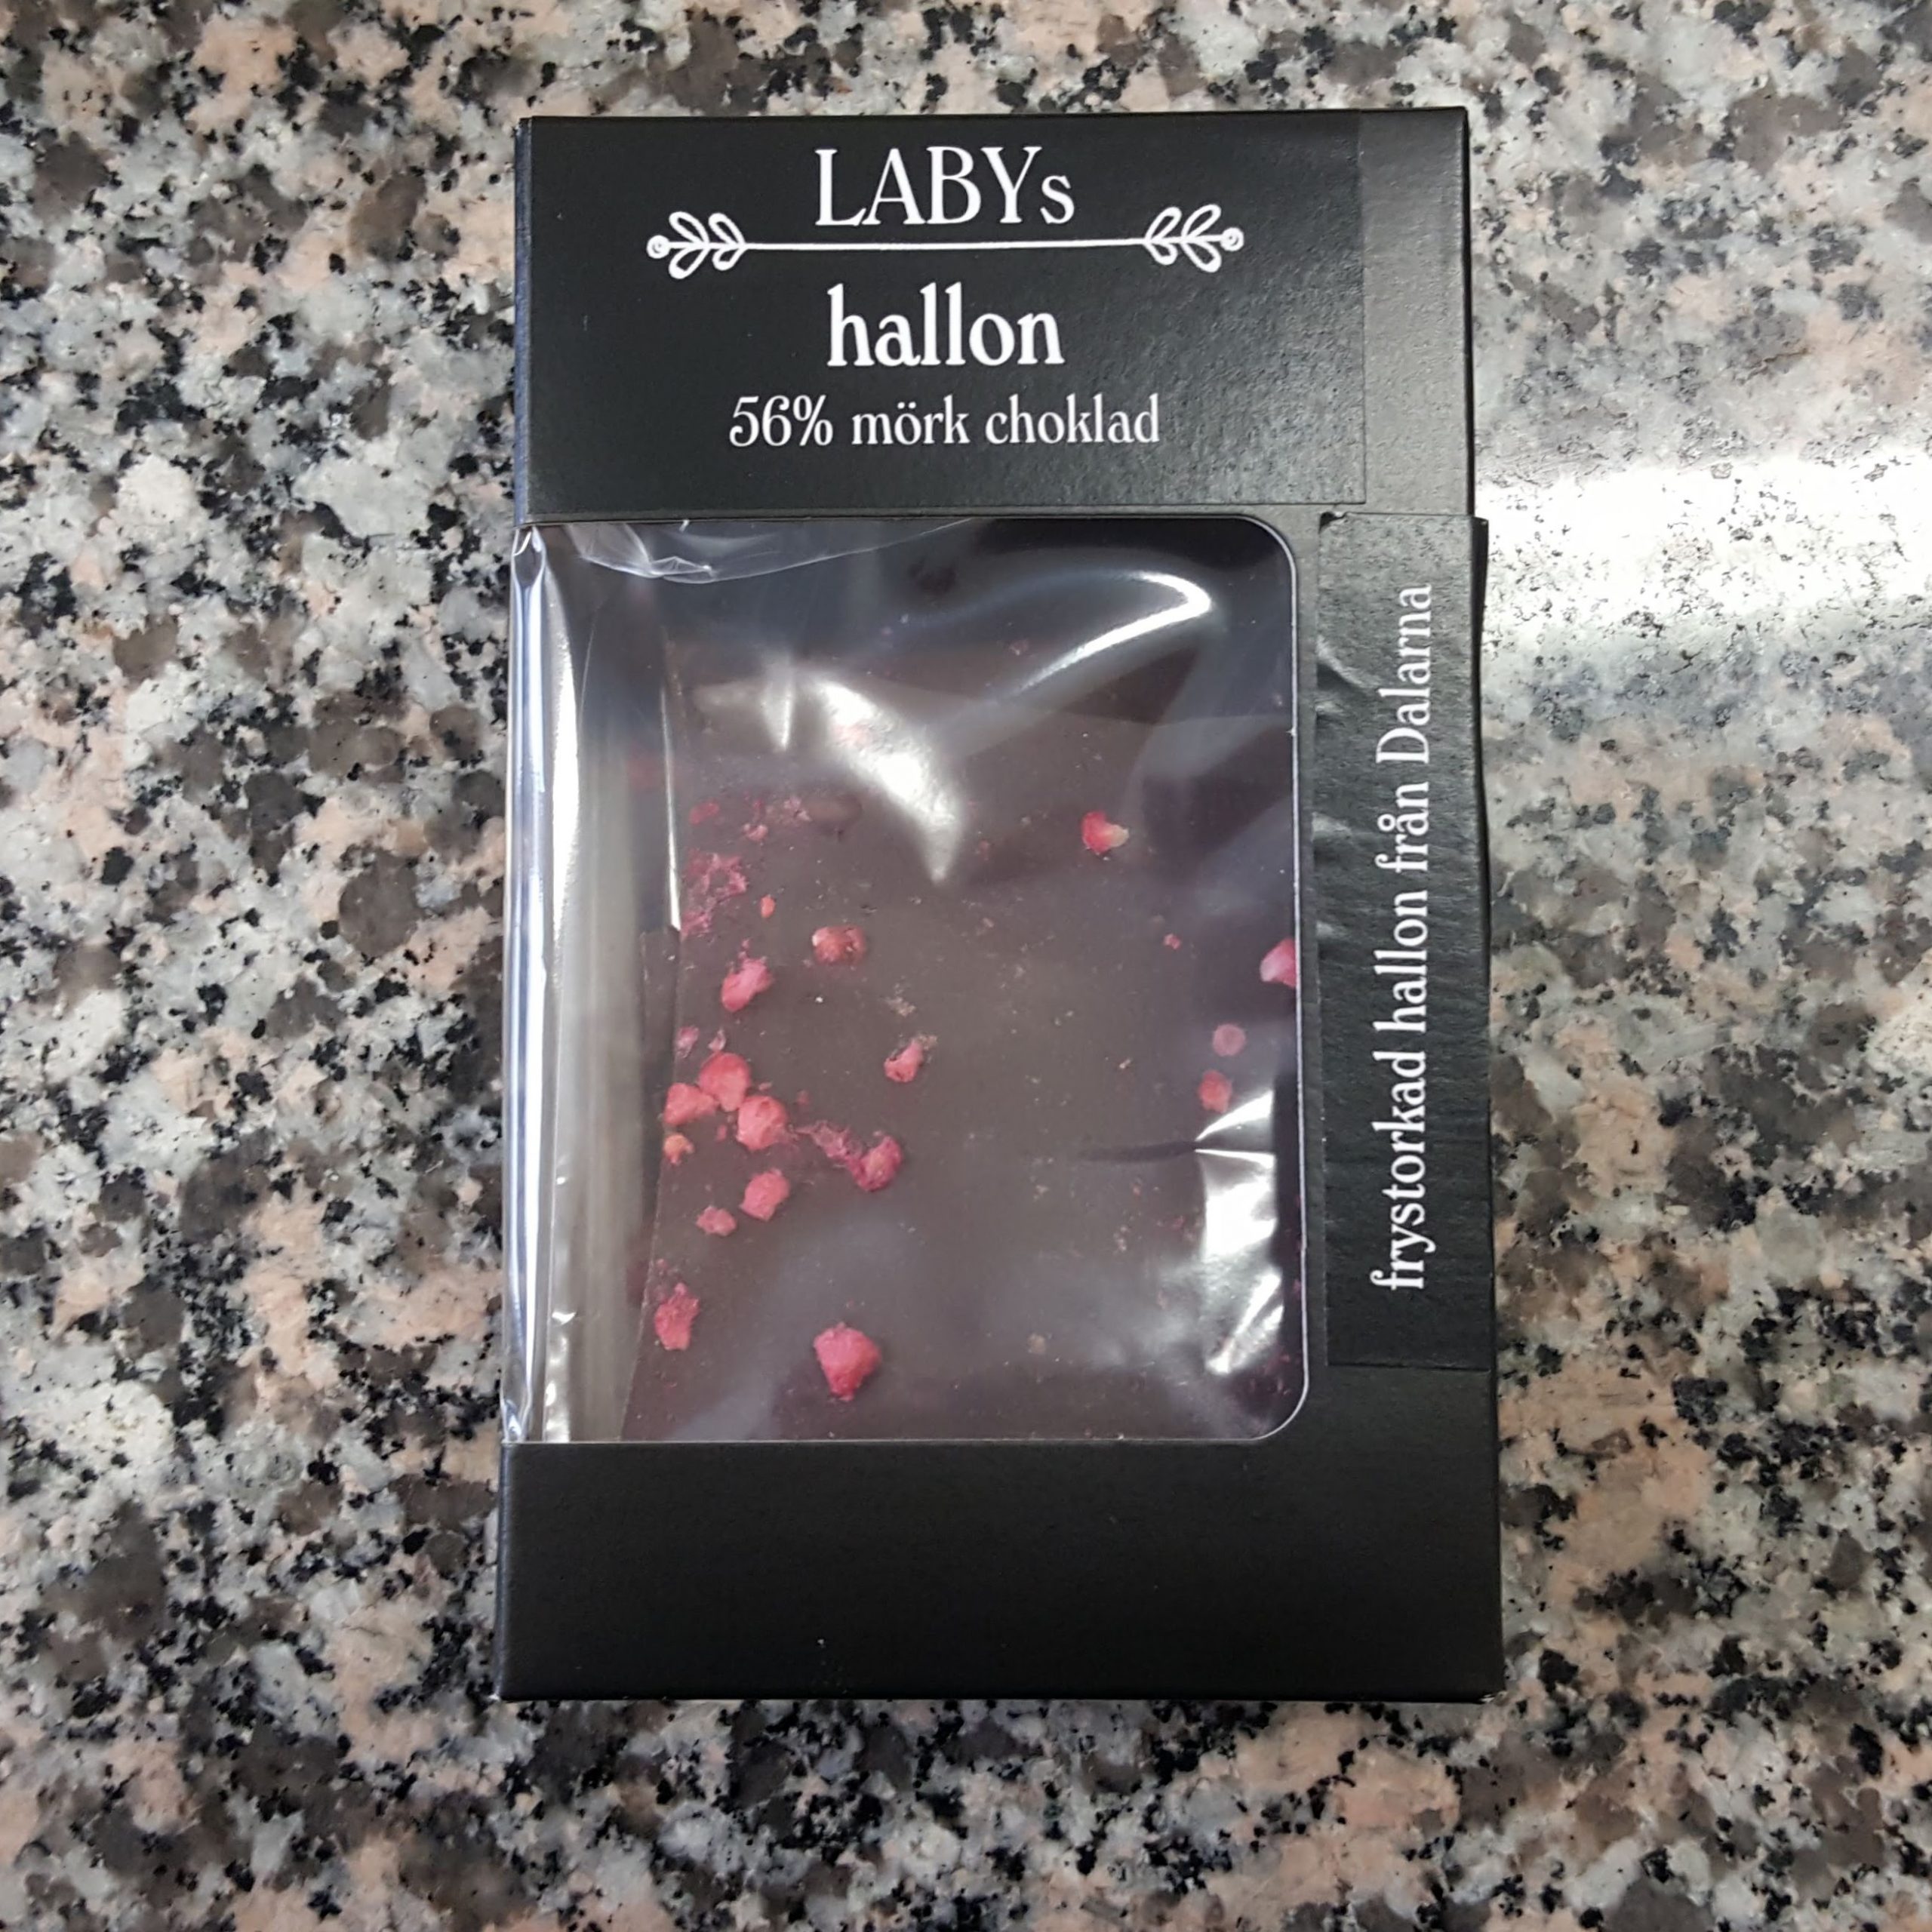 LABYs
hallon
56% mörk choklad
frystorkad hallon från Dalarna